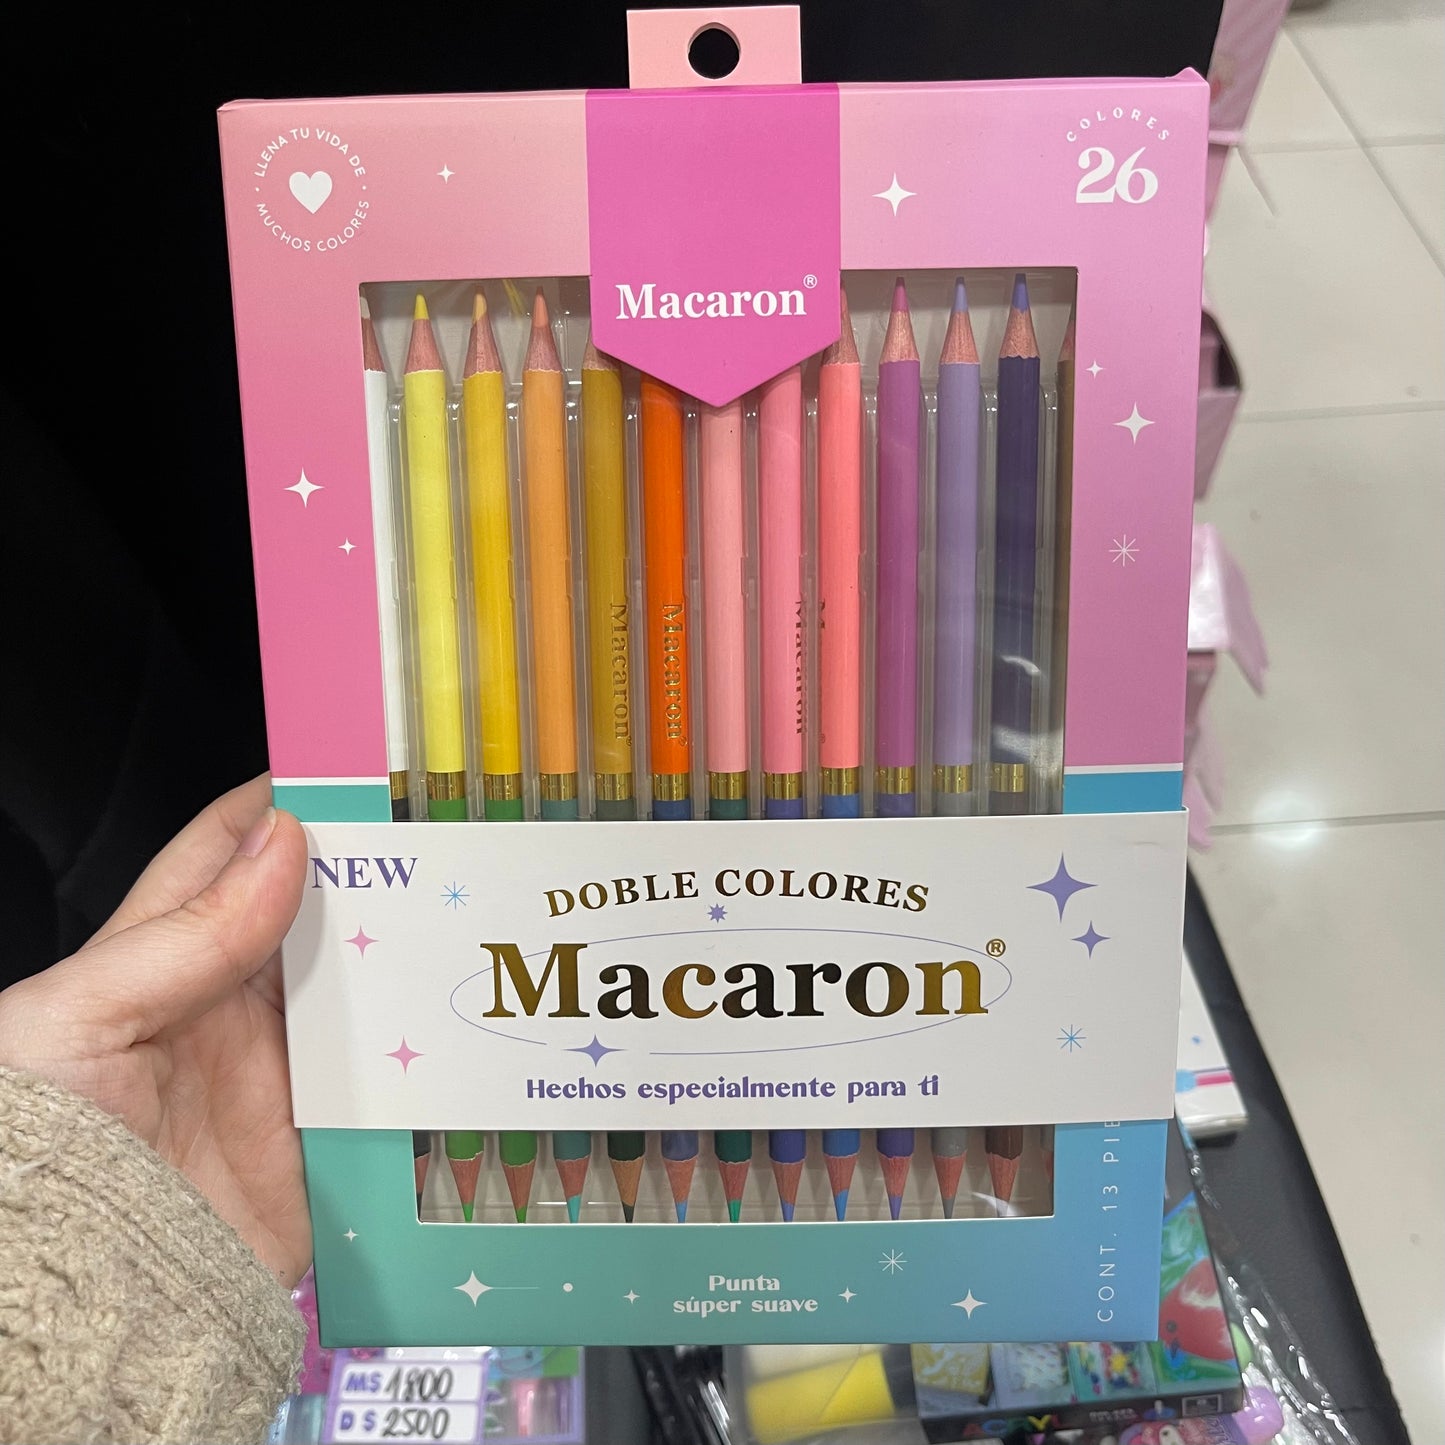 LLENA TU VIDA DE
MUCHOS COLORES
COLORES
26
Macaron®
Macaron®
Macaron®
Macaron
NEW
DOBLE COLORES
Macaron®
Hechos especialmente para ti
Punta
súper suave
CONT. 13 PIE
M$ 1800
D $ 2500